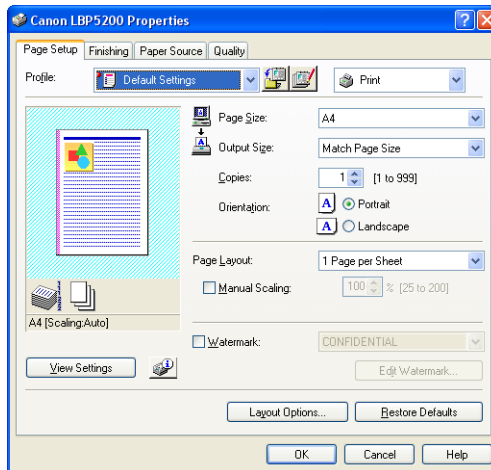 Canon LBP5200 Properties
Page Setup Finishing Paper Source Quality
Profile: Default Settings Print
Page Size: A4
Output Size: Match Page Size
Copies: 1 [1 to 999]
Orientation: A Portrait
A Landscape
Page Layout: 1 Page per Sheet
Manual Scaling: 100 % [25 to 200]
A4 [Scaling:Auto]
Watermark: CONFIDENTIAL
View Settings
Edit Watermark...
Layout Options... Restore Defaults
OK Cancel Help